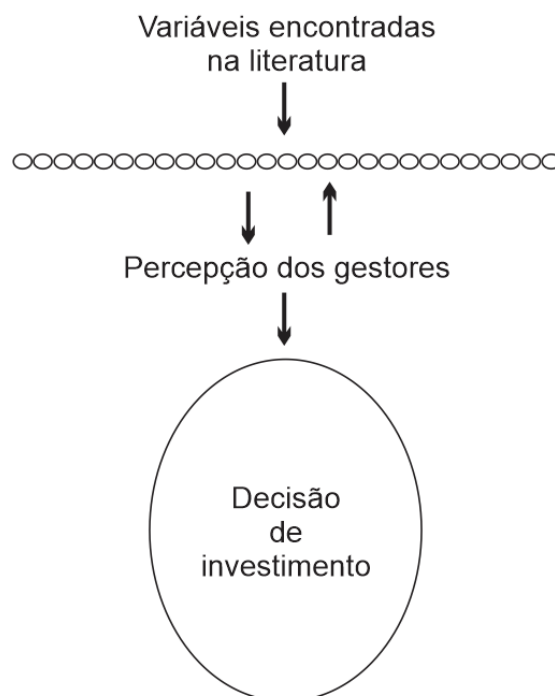 Variáveis encontradas
na literatura
Percepção dos gestores
Decisão
de
investimento